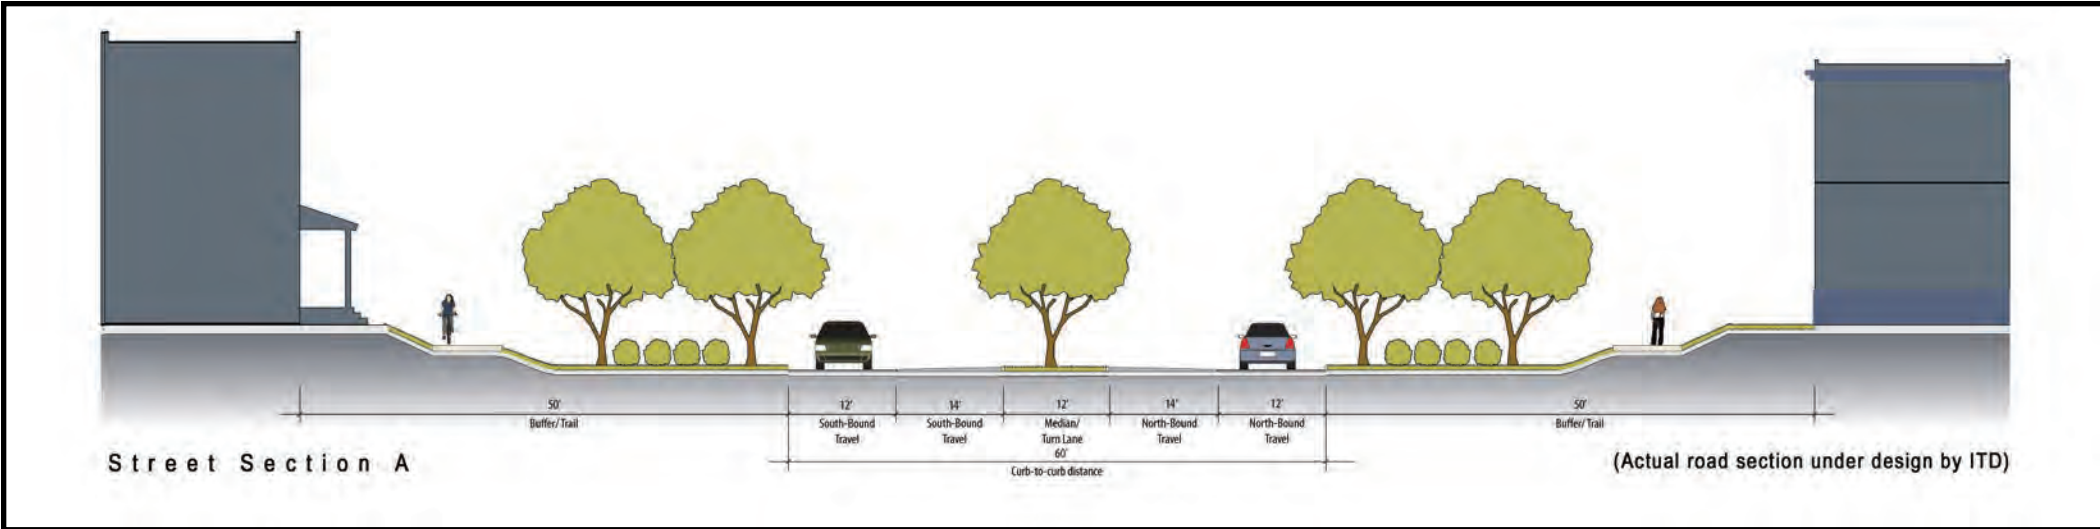 50' 12' 14' 12' 14' 12' 50'
Buffer/Trail South-Bound South-Bound Median/ North-Bound North-Bound Buffer/Trail
Travel Travel Turn Lane Travel Travel
60'
Curb-to-curb distance
Street Section A
(Actual road section under design by ITD)